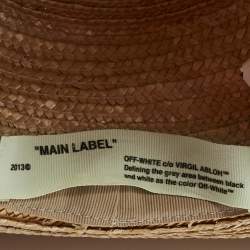 "MAIN LABEL"
2013©
OFF-WHITE c/o VIRGIL ABLOH™
Defining the grey area between black
and white as the color Off-White™